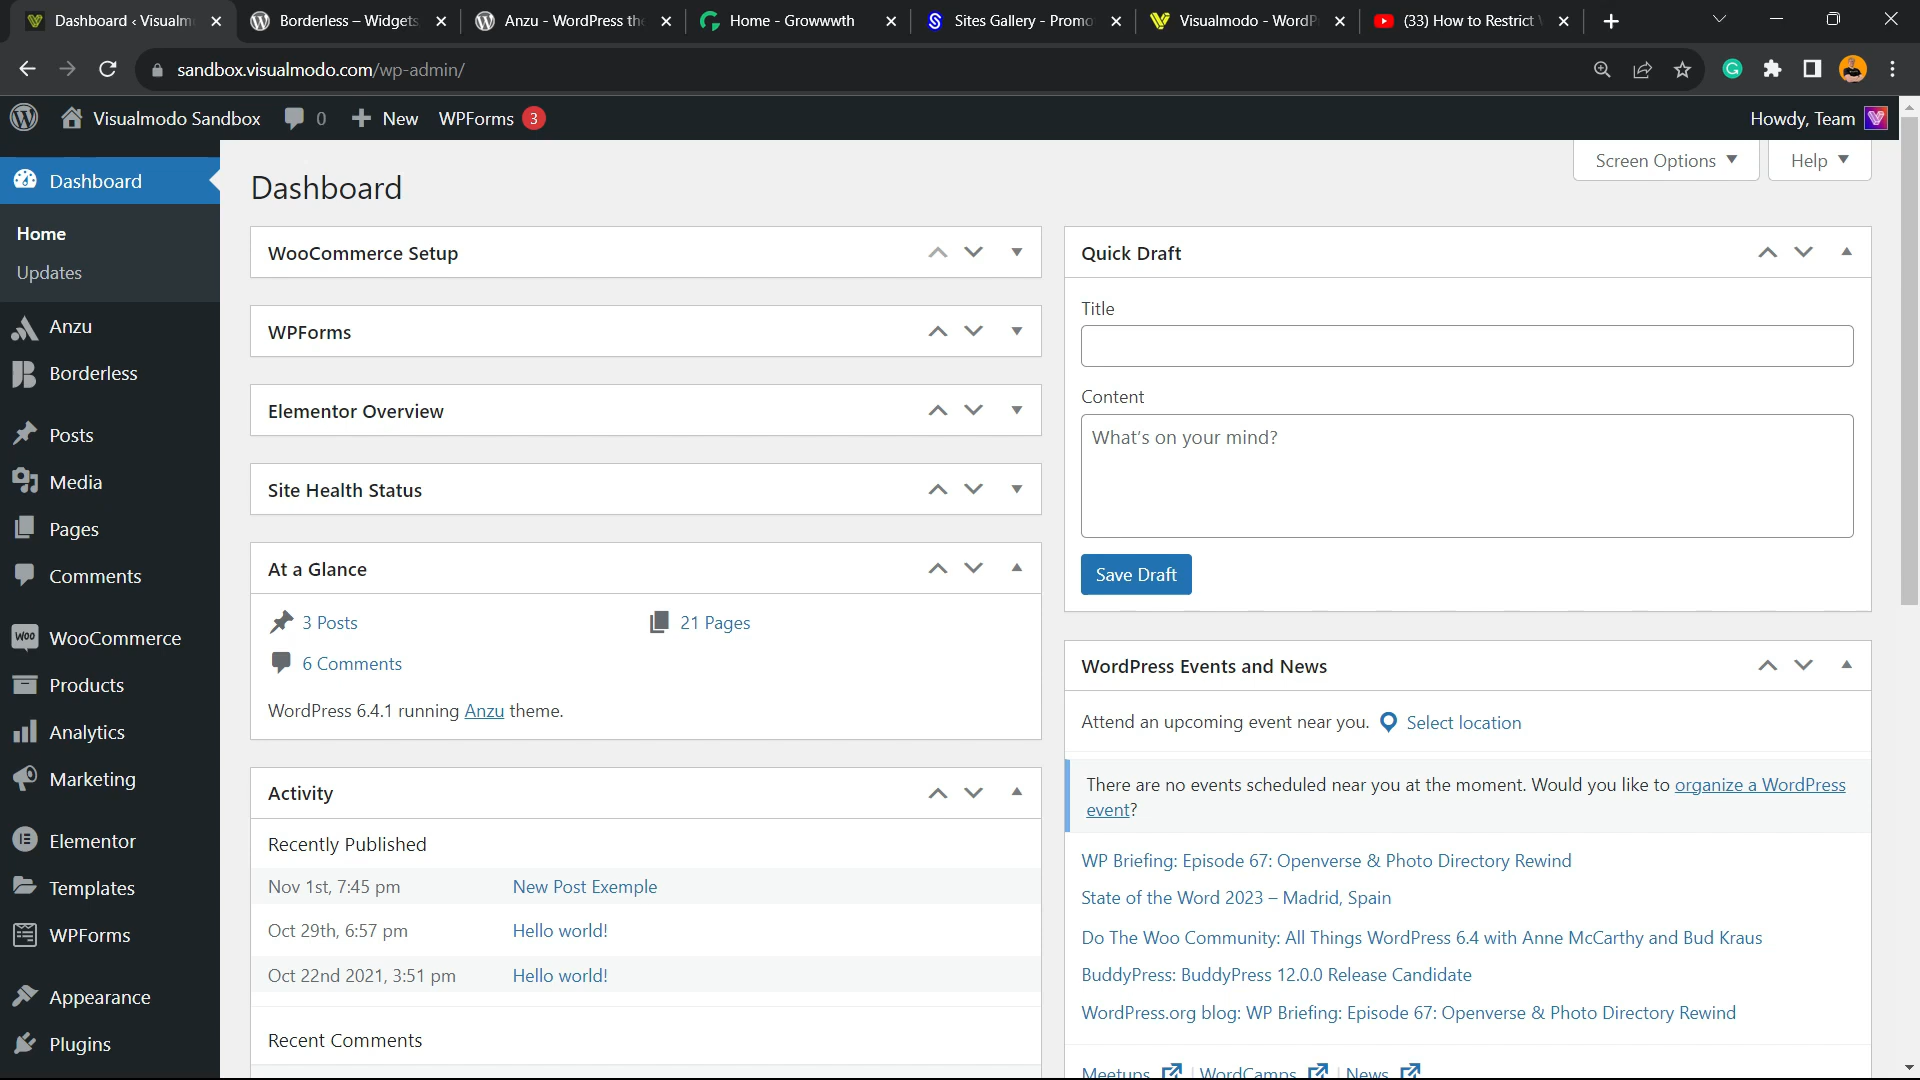 Dashboard ‹ Visualm
Borderless – Widgets
Anzu - WordPress the
Home - Growwwth
Sites Gallery - Promo
Visualmodo - WordP
(33) How to Restrict
sandbox.visualmodo.com/wp-admin/
Visualmodo Sandbox
0
New
WPForms 3
Howdy, Team
Dashboard
Home
Updates
Anzu
Borderless
Posts
Media
Pages
Comments
WooCommerce
Products
Analytics
Marketing
Elementor
Templates
WPForms
Appearance
Plugins
Screen Options
Help
Dashboard
WooCommerce Setup
WPForms
Elementor Overview
Site Health Status
At a Glance
3 Posts
21 Pages
6 Comments
WordPress 6.4.1 running Anzu theme.
Activity
Recently Published
Nov 1st, 7:45 pm New Post Exemple
Oct 29th, 6:57 pm Hello world!
Oct 22nd 2021, 3:51 pm Hello world!
Recent Comments
Quick Draft
Title
Content
What's on your mind?
Save Draft
WordPress Events and News
Attend an upcoming event near you. Select location
There are no events scheduled near you at the moment. Would you like to organize a WordPress
event?
WP Briefing: Episode 67: Openverse & Photo Directory Rewind
State of the Word 2023 – Madrid, Spain
Do The Woo Community: All Things WordPress 6.4 with Anne McCarthy and Bud Kraus
BuddyPress: BuddyPress 12.0.0 Release Candidate
WordPress.org blog: WP Briefing: Episode 67: Openverse & Photo Directory Rewind
Meetups | WordCamps | News